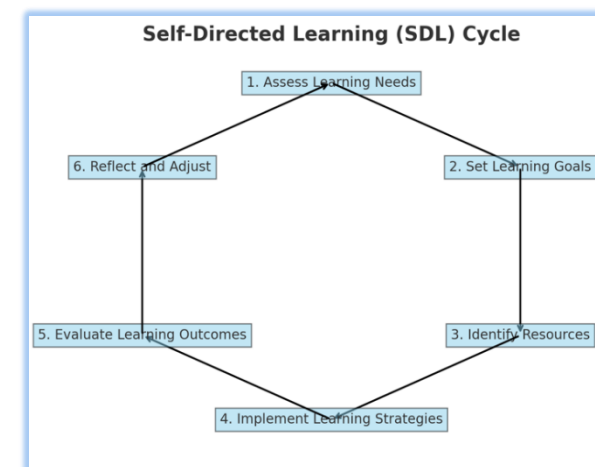 Self-Directed Learning (SDL) Cycle
1. Assess Learning Needs
2. Set Learning Goals
3. Identify Resources
4. Implement Learning Strategies
5. Evaluate Learning Outcomes
6. Reflect and Adjust